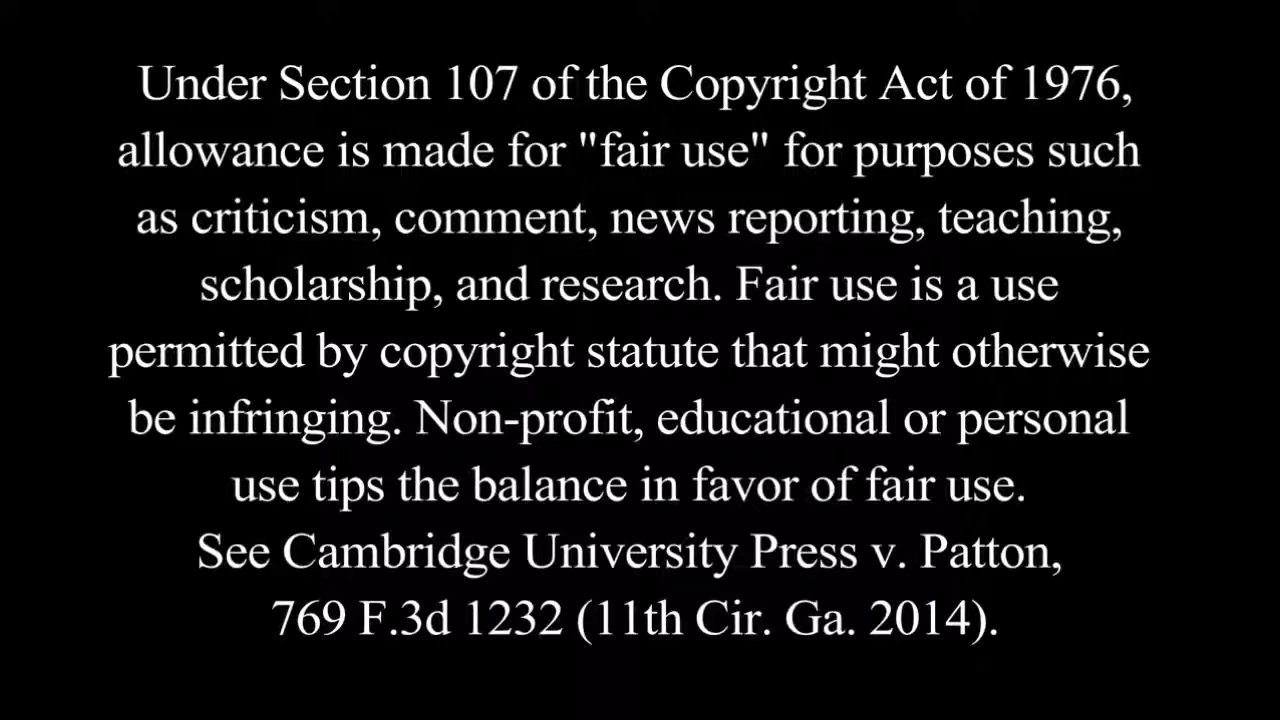 Under Section 107 of the Copyright Act of 1976,
allowance is made for "fair use" for purposes such
as criticism, comment, news reporting, teaching,
scholarship, and research. Fair use is a use
permitted by copyright statute that might otherwise
be infringing. Non-profit, educational or personal
use tips the balance in favor of fair use.
See Cambridge University Press v. Patton,
769 F.3d 1232 (11th Cir. Ga. 2014).